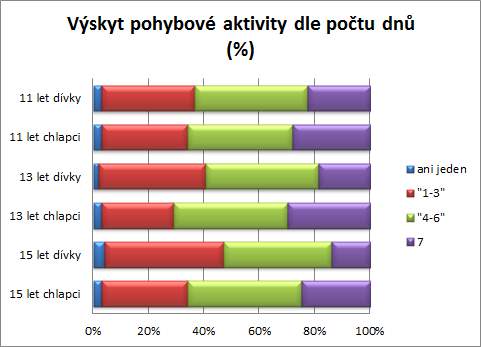 Výskyt pohybové aktivity dle počtu dnů
(%)
11 let dívky
11 let chlapci
13 let dívky
13 let chlapci
15 let dívky
15 let chlapci
0% 20% 40% 60% 80% 100%
ani jeden
"1-3"
"4-6"
7